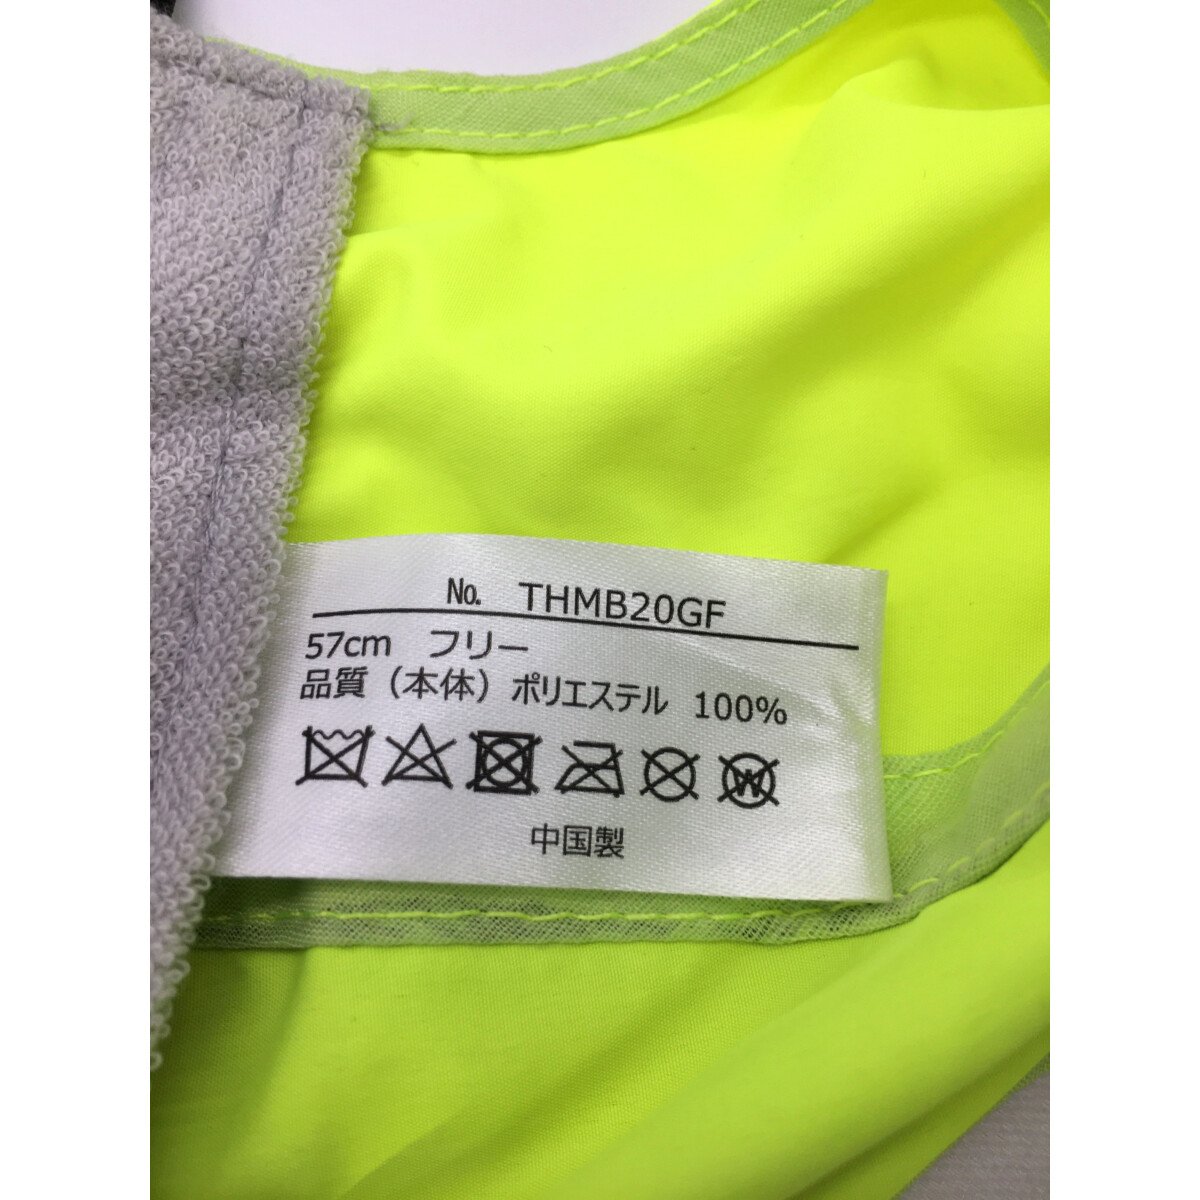 № THMB20GF
57cm フリー
品質（本体）ポリエステル 100%
W
中国製